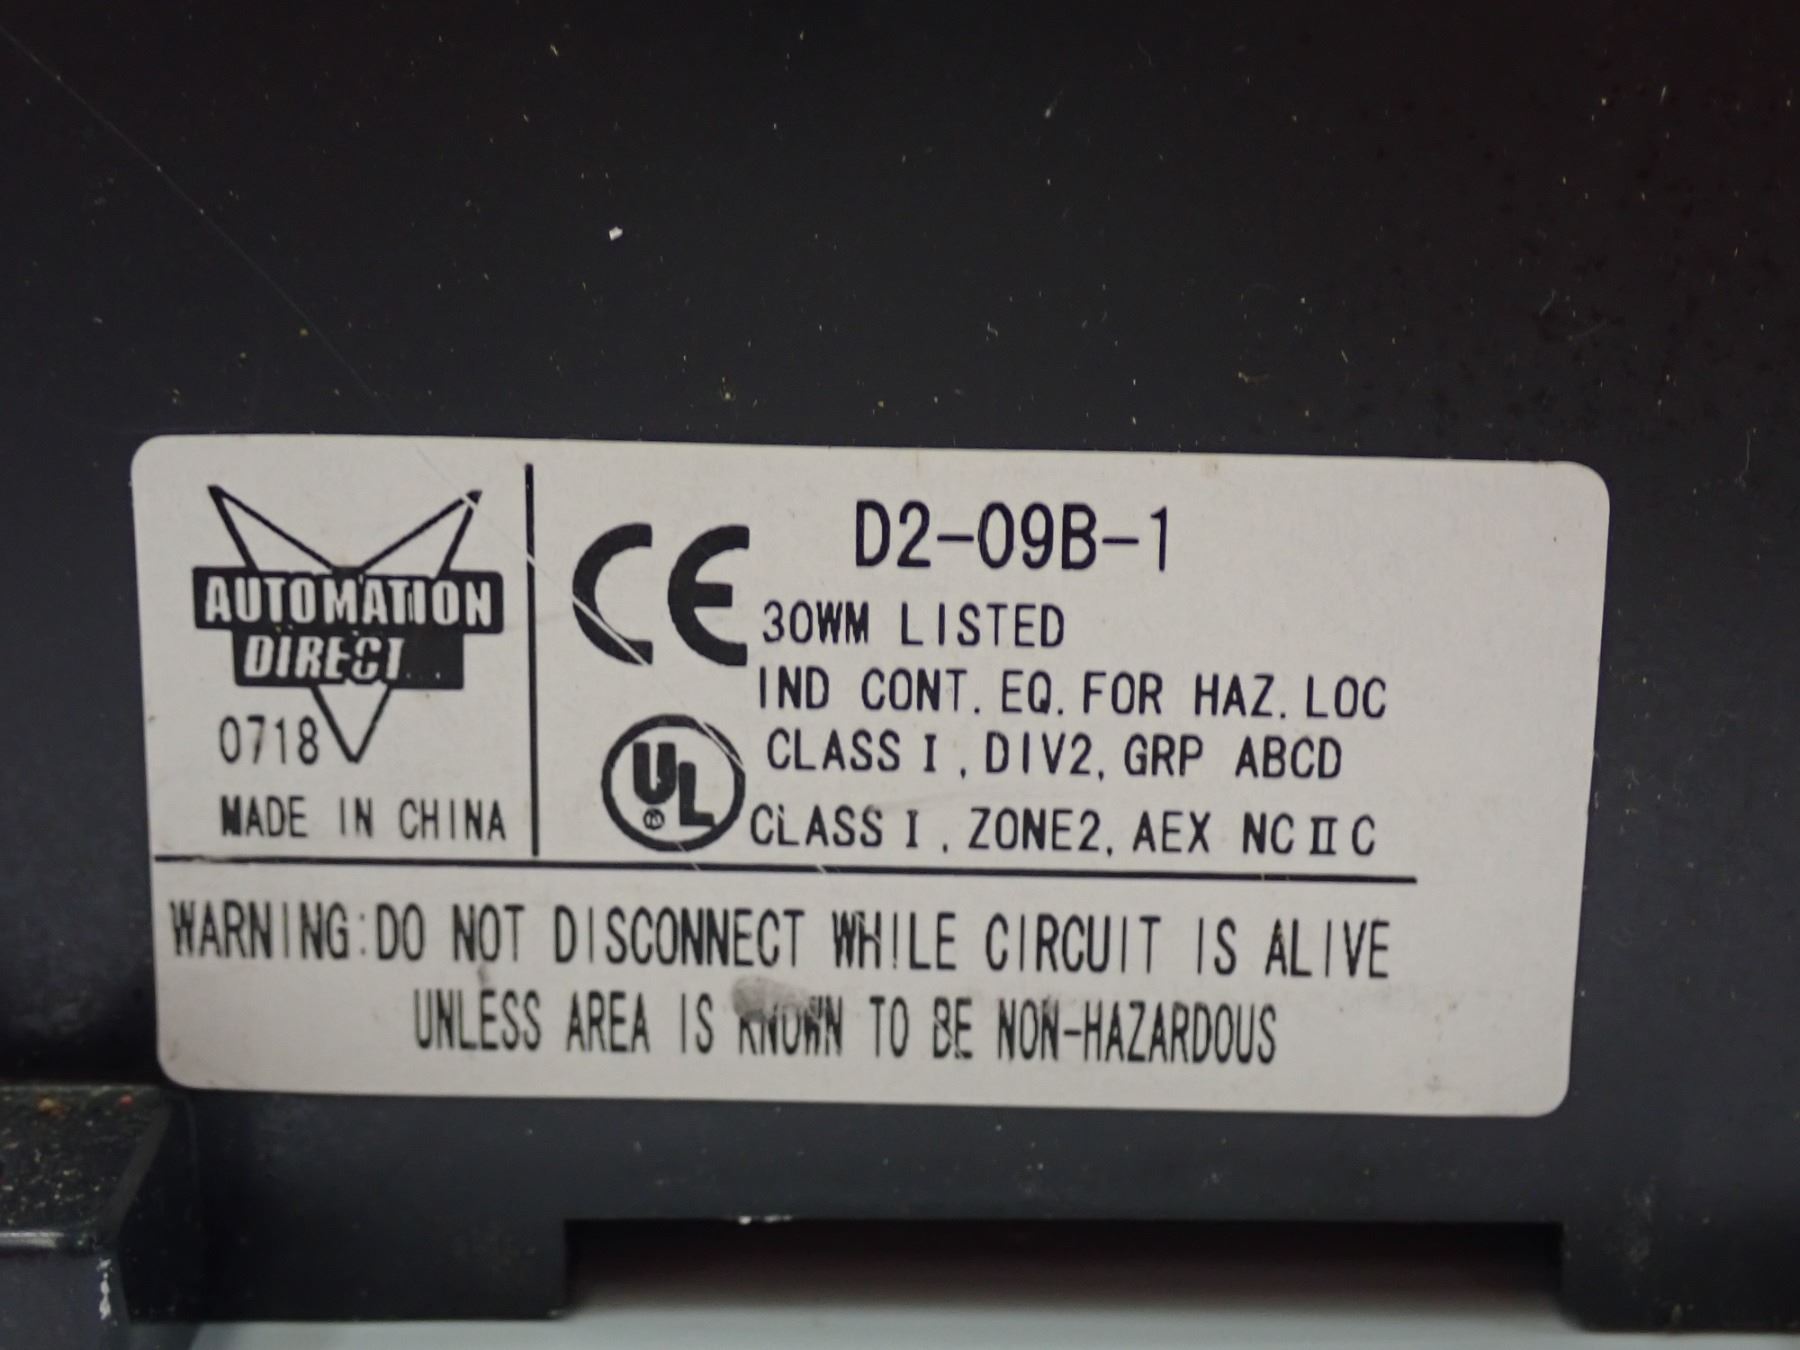 AUTOMATION
DIRECT
0718
MADE IN CHINA
CE
D2-09B-1
30WM LISTED
IND CONT. EQ. FOR HAZ. LOC
UL
®
CLASS I, DIV2, GRP ABCD
CLASS I, ZONE2, AEX NC II C
WARNING:DO NOT DISCONNECT WHILE CIRCUIT IS ALIVE
UNLESS AREA IS KNOWN TO BE NON-HAZARDOUS